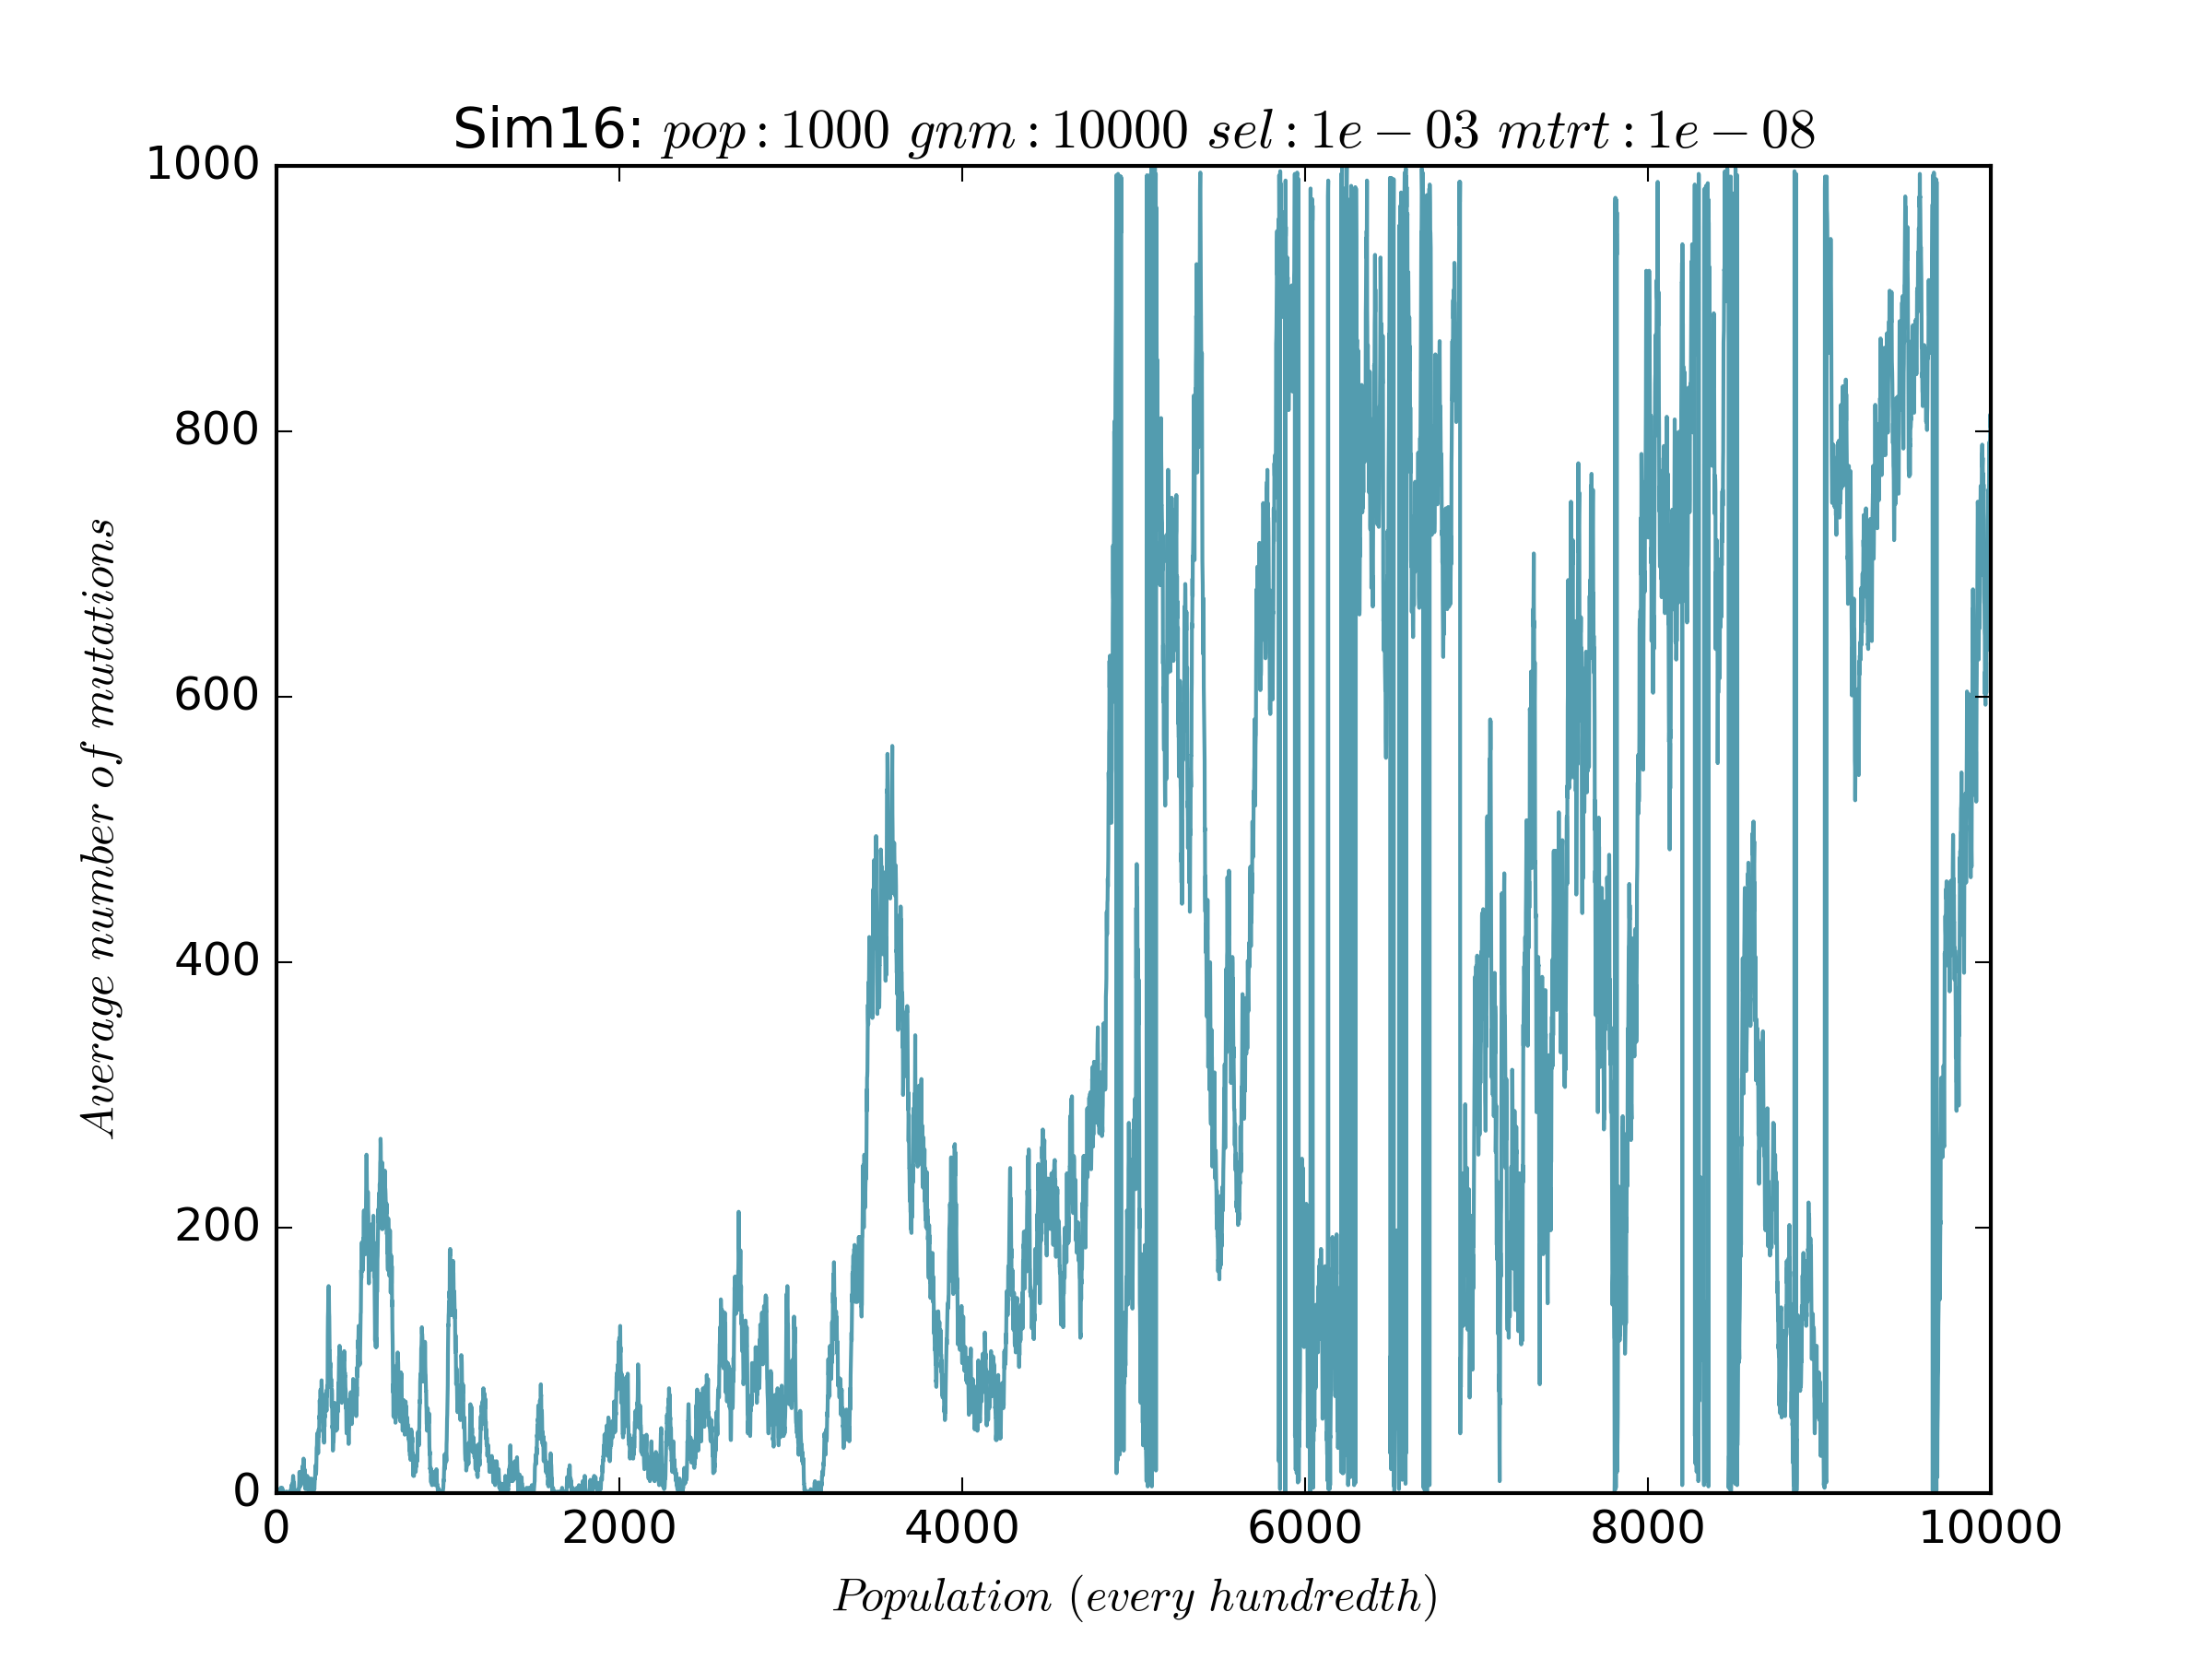 Sim16: pop : 1000 gnm : 10000 sel : 1e − 03 mtrt : 1e − 08
1000
800
600
400
200
0
Average number of mutations
0 2000 4000 6000 8000 10000
Population (every hundredth)